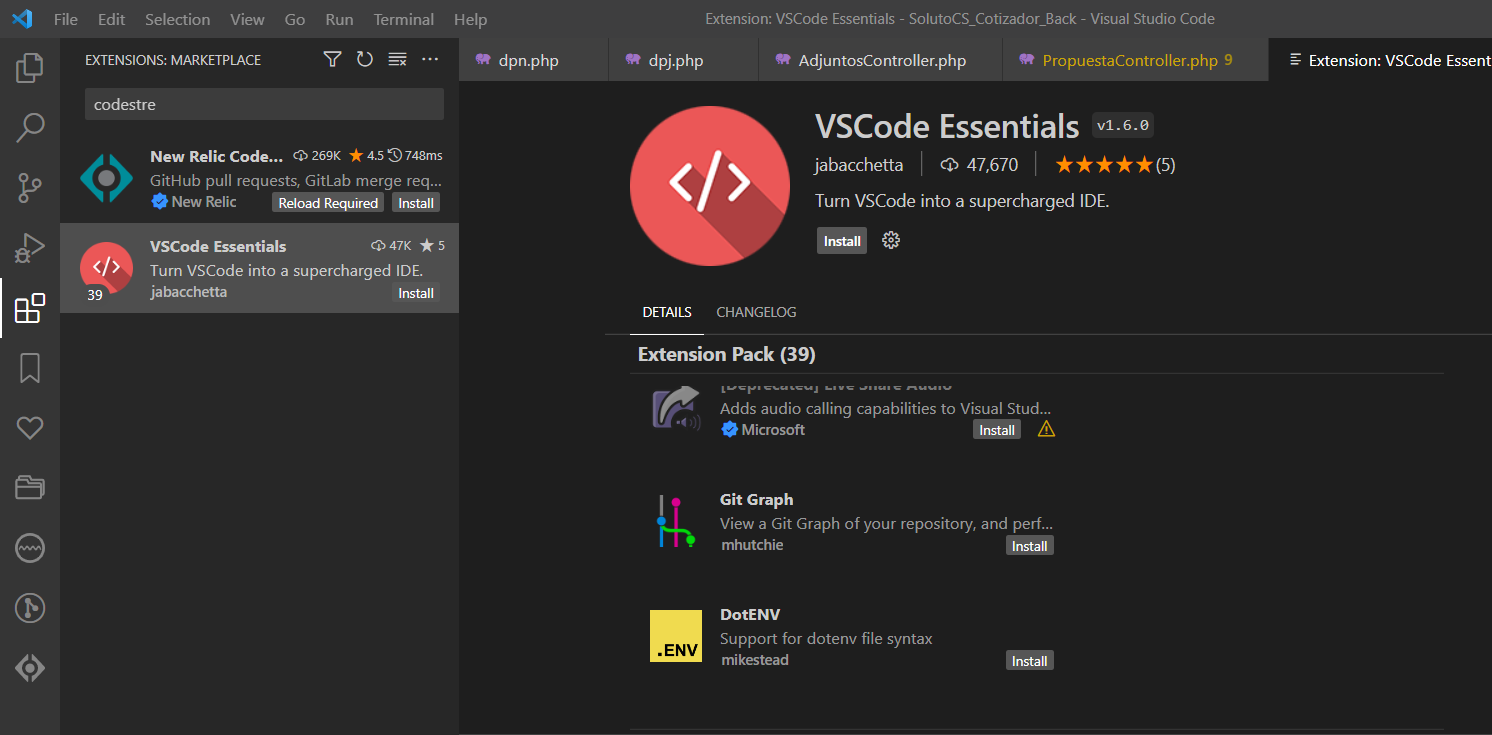 File Edit Selection View Go Run Terminal Help Extension: VSCode Essentials - SolutoCS_Cotizador_Back - Visual Studio Code
EXTENSIONS: MARKETPLACE
codestre
New Relic Code... 269K 4.5 748ms
GitHub pull requests, GitLab merge req...
New Relic Reload Required Install
VSCode Essentials 47K 5
Turn VSCode into a supercharged IDE.
39 jabacchetta Install
dpn.php dpj.php AdjuntosController.php PropuestaController.php 9 Extension: VSCode Essent
</> VSCode Essentials v1.6.0
jabacchetta 47,670 (5)
Turn VSCode into a supercharged IDE.
Install
DETAILS CHANGELOG
Extension Pack (39)
[Deprecated] Live Share Audio
Adds audio calling capabilities to Visual Stud...
Microsoft Install
Git Graph
View a Git Graph of your repository, and perf...
mhutchie Install
DotENV
Support for dotenv file syntax
.ENV mikestead Install